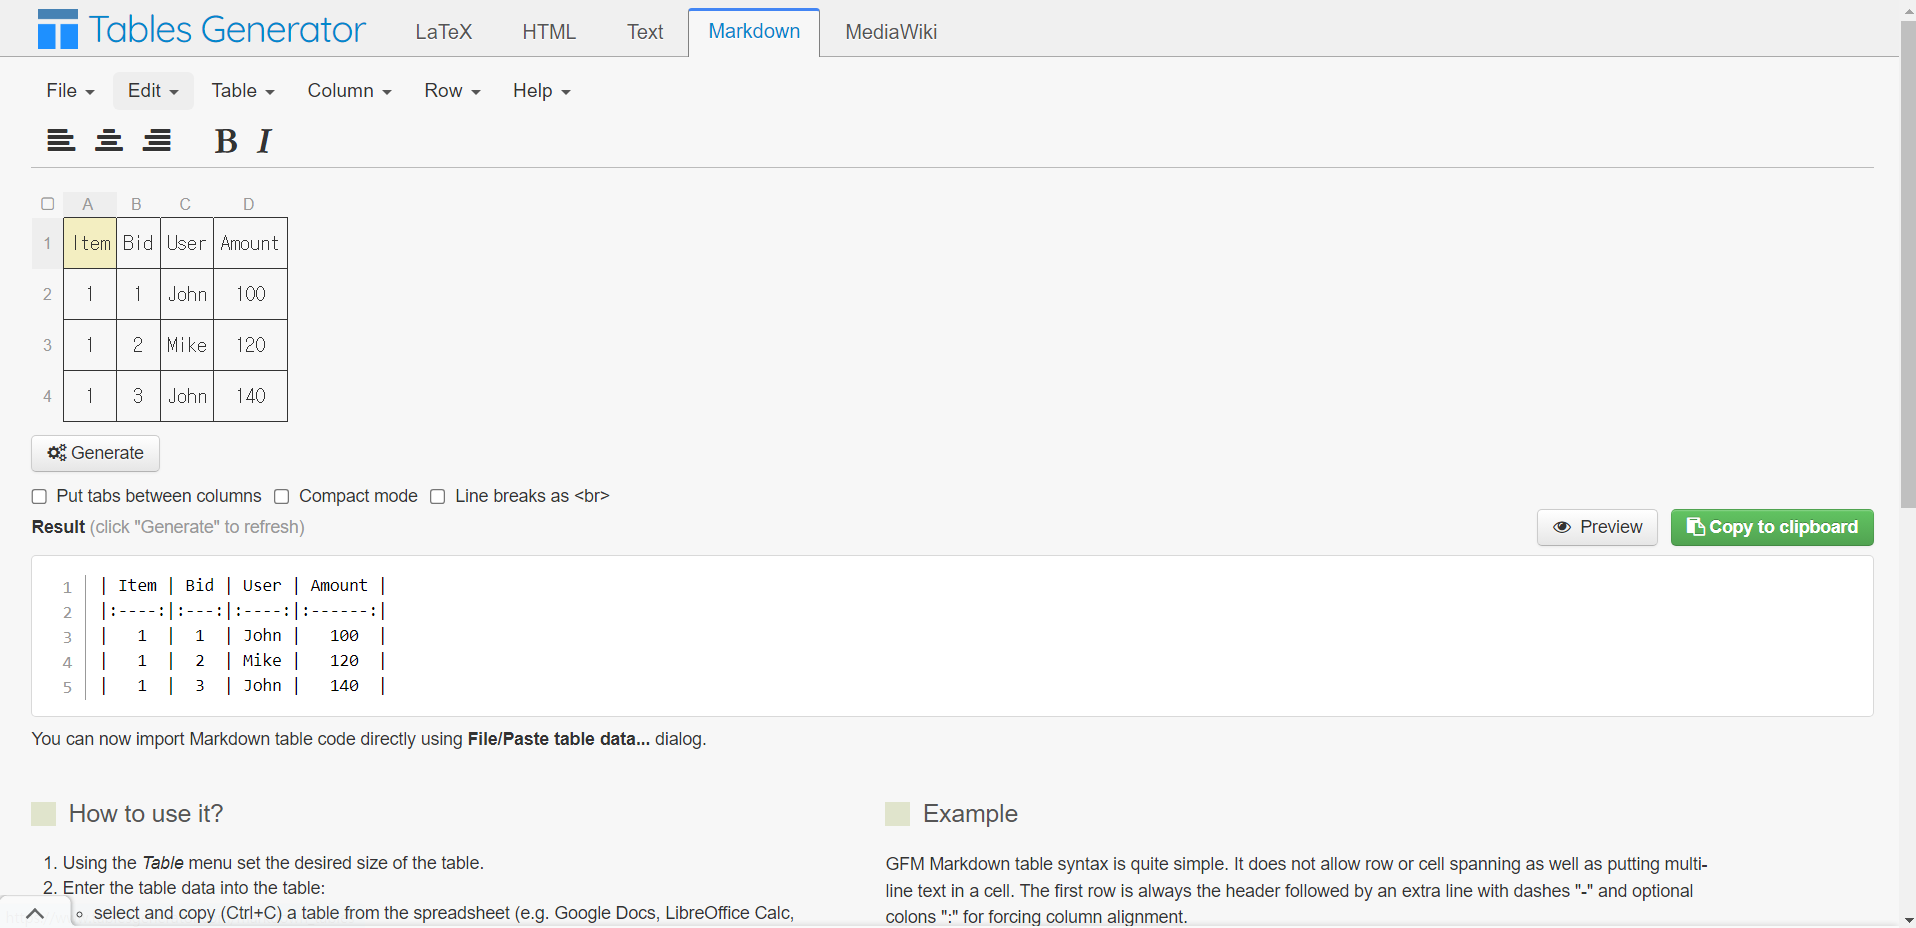 Tables Generator LaTeX HTML Text Markdown MediaWiki
File Edit Table Column Row Help
B I
A B C D
1 Item Bid User Amount
2 1 1 John 100
3 1 2 Mike 120
4 1 3 John 140
Generate
Put tabs between columns Compact mode Line breaks as <br>
Result (click "Generate" to refresh) Preview Copy to clipboard
1 | Item | Bid | User | Amount |
2 |:----:|:---:|:----:|:------:|
3 | 1 | 1 | John | 100 |
4 | 1 | 2 | Mike | 120 |
5 | 1 | 3 | John | 140 |
You can now import Markdown table code directly using File/Paste table data... dialog.
How to use it?
1. Using the Table menu set the desired size of the table.
2. Enter the table data into the table:
select and copy (Ctrl+C) a table from the spreadsheet (e.g. Google Docs, LibreOffice Calc,
Example
GFM Markdown table syntax is quite simple. It does not allow row or cell spanning as well as putting multi-
line text in a cell. The first row is always the header followed by an extra line with dashes "-" and optional
colons ":" for forcing column alignment.